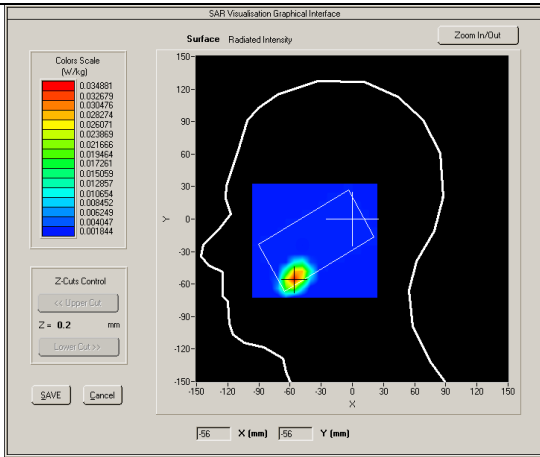 SAR Visualisation Graphical Interface
Surface Radiated Intensity
Zoom In/Out
Colors Scale
(W/kg)
0.034881
0.032679
0.030476
0.028274
0.026071
0.023869
0.021666
0.019464
0.017261
0.015059
0.012857
0.010654
0.008452
0.006249
0.004047
0.001844
Z-Cuts Control
<< Upper Cut
Z = 0.2 mm
Lower Cut >>
SAVE Cancel
150
120
90
60
30
0
-30
-60
-90
-120
-150
Y
-150 -120 -90 -60 -30 0 30 60 90 120 150
X
-56 X (mm) -56 Y (mm)